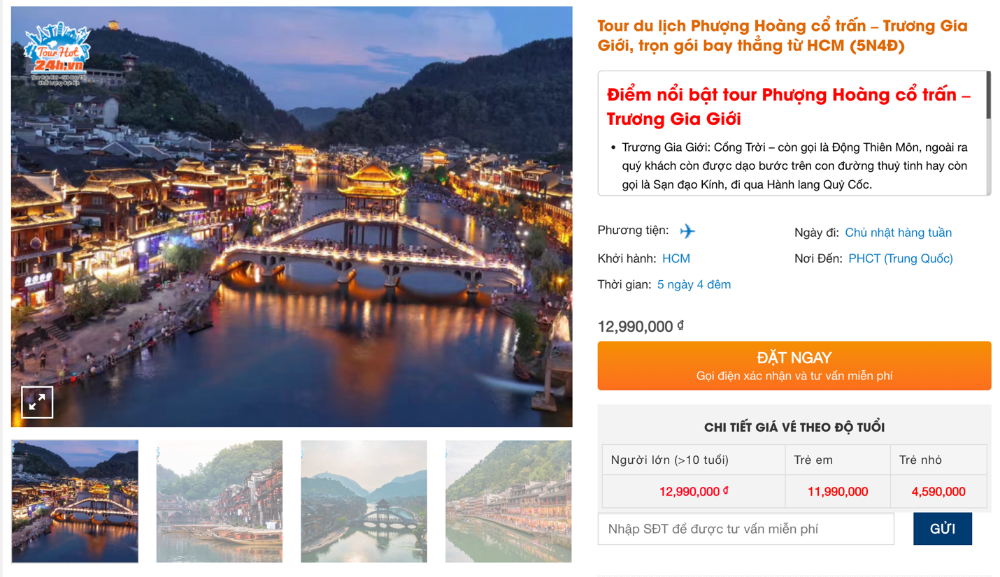 Tour Hot
24h.vn
Tour du lịch Phượng Hoàng cổ trấn – Trương Gia
Giới, trọn gói bay thẳng từ HCM (5N4Đ)
Điểm nổi bật tour Phượng Hoàng cổ trấn –
Trương Gia Giới
• Trương Gia Giới: Cổng Trời – còn gọi là Động Thiên Môn, ngoài ra
quý khách còn được dạo bước trên con đường thuỷ tinh hay còn
gọi là Sạn đạo Kính, đi qua Hành lang Quỷ Cốc.
Phương tiện:
Ngày đi: Chủ nhật hàng tuần
Khởi hành: HCM
Nơi Đến: PHCT (Trung Quốc)
Thời gian: 5 ngày 4 đêm
12,990,000 ₫
ĐẶT NGAY
Gọi điện xác nhận và tư vấn miễn phí
CHI TIẾT GIÁ VÉ THEO ĐỘ TUỔI
Người lớn (>10 tuổi) Trẻ em Trẻ nhỏ
12,990,000 ₫ 11,990,000 4,590,000
Nhập SĐT để được tư vấn miễn phí GỬI